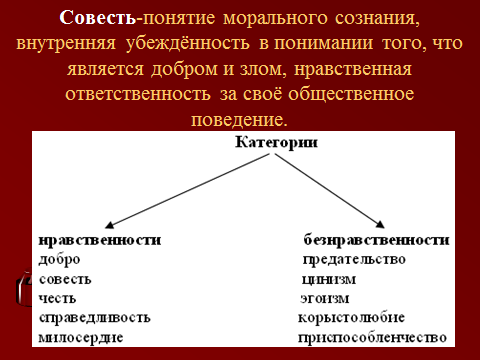 Совесть-понятие морального сознания,
внутренняя убеждённость в понимании того, что
является добром и злом, нравственная
ответственность за своё общественное
поведение.
Категории
нравственности
добро
совесть
честь
справедливость
милосердие
безнравственности
предательство
цинизм
эгоизм
корыстолюбие
приспособленчество